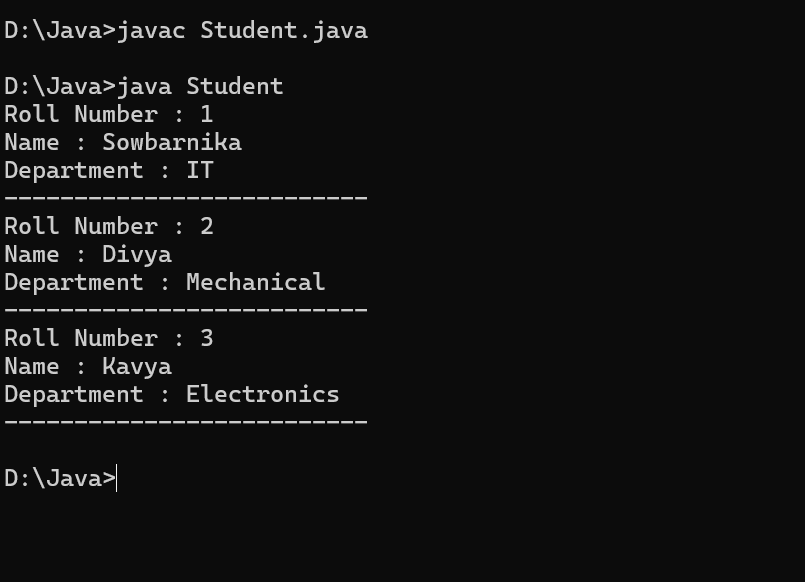 D:\Java>javac Student.java
D:\Java>java Student
Roll Number : 1
Name : Sowbarnika
Department : IT
--------------------------
Roll Number : 2
Name : Divya
Department : Mechanical
--------------------------
Roll Number : 3
Name : Kavya
Department : Electronics
--------------------------
D:\Java>